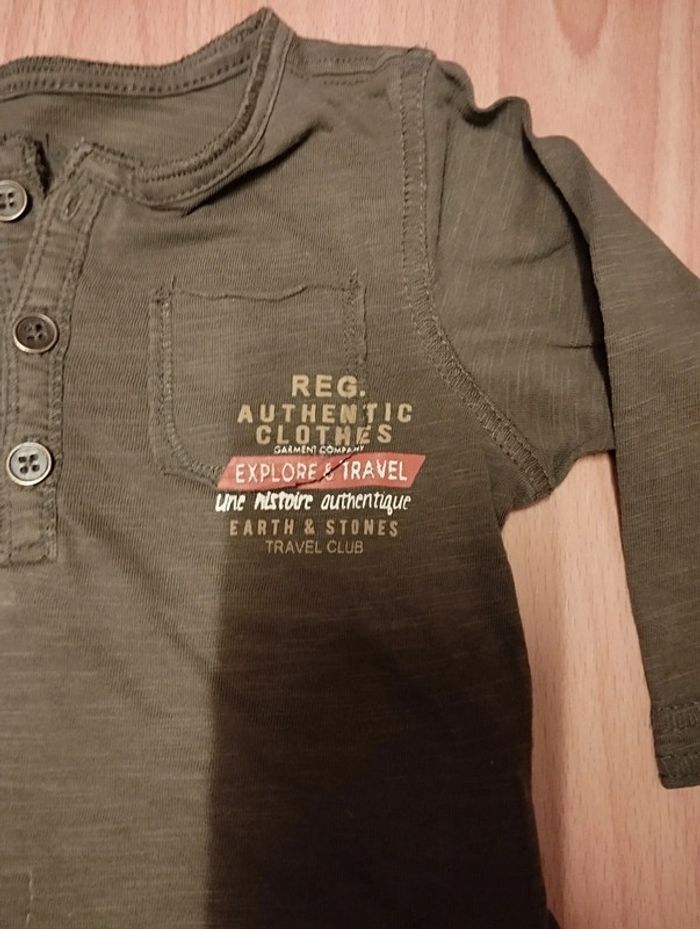 REG.
AUTHENTIC
CLOTHES
GARMENT COMPANY
EXPLORE & TRAVEL
une histoire authentique
EARTH & STONES
TRAVEL CLUB